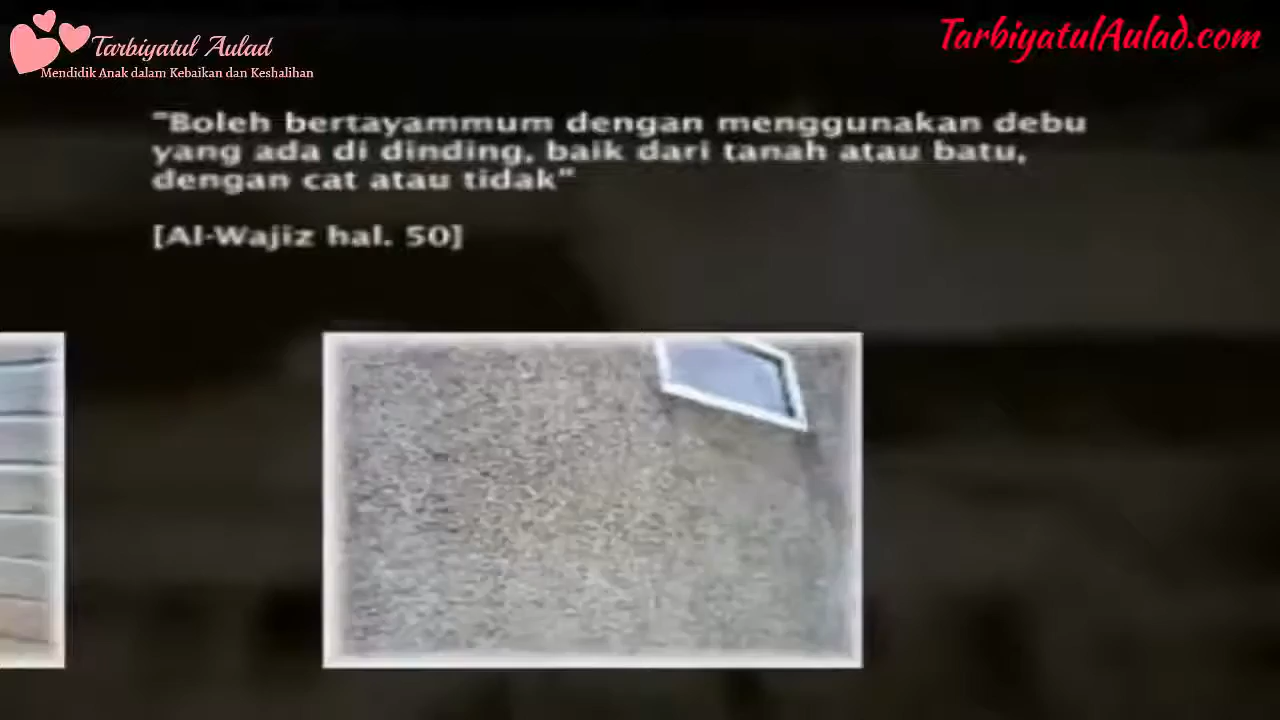 Tarbiyatul Aulad
Mendidik Anak dalam Kebaikan dan Keshalihan
TarbiyatulAulad.com
"Boleh bertayammum dengan menggunakan debu
yang ada di dinding, baik dari tanah atau batu,
dengan cat atau tidak"
[Al-Wajiz hal. 50]